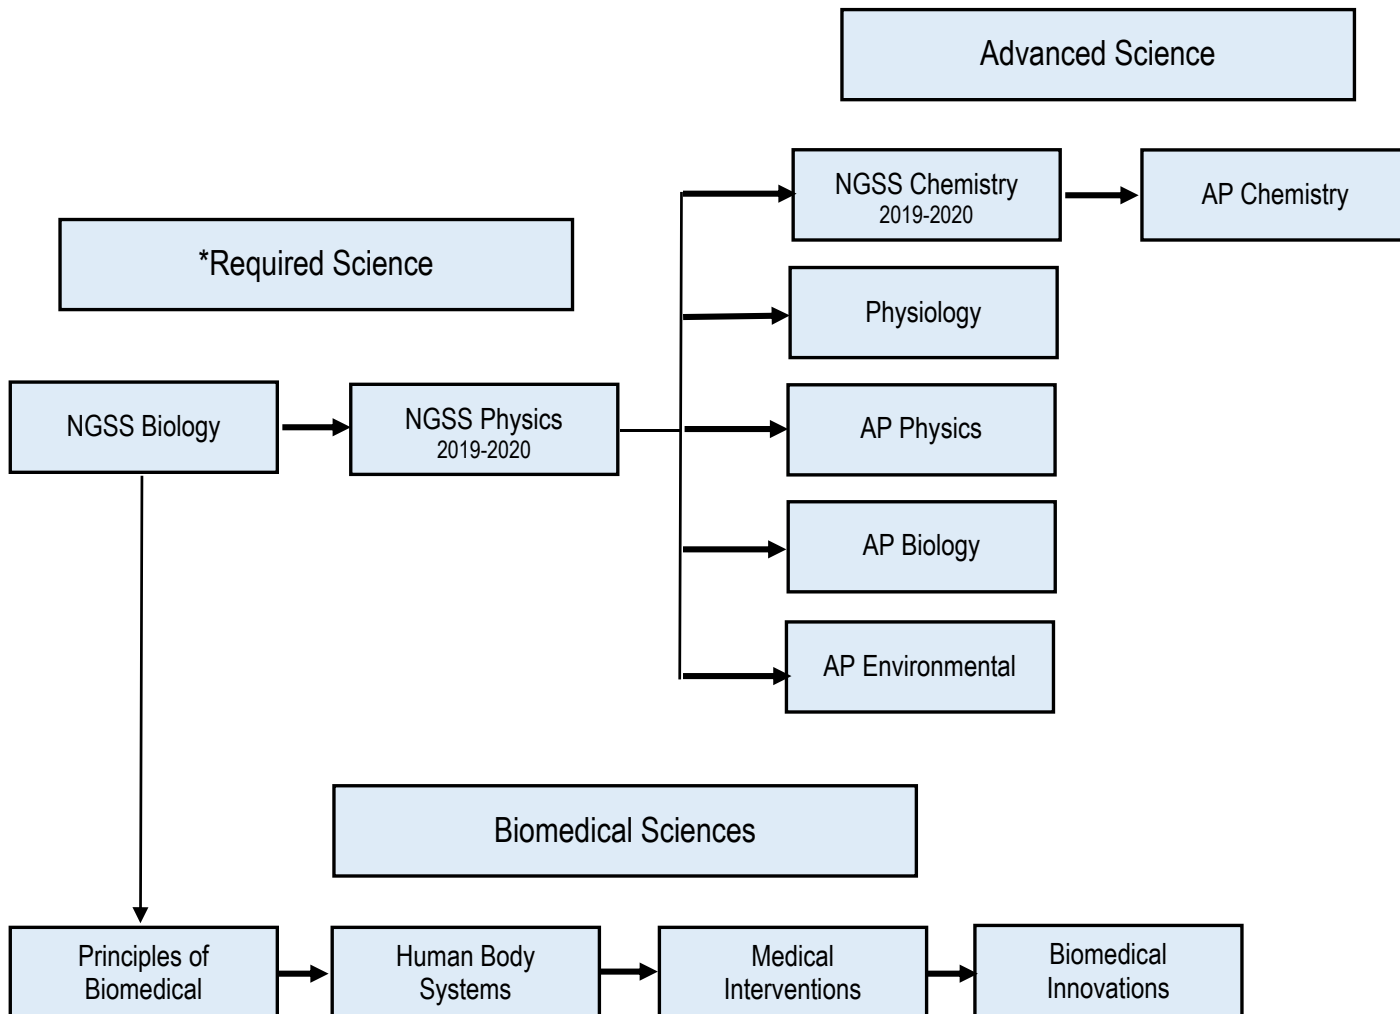 Advanced Science
NGSS Chemistry
2019-2020
AP Chemistry
*Required Science
Physiology
NGSS Biology
NGSS Physics
2019-2020
AP Physics
AP Biology
AP Environmental
Biomedical Sciences
Principles of
Biomedical
Human Body
Systems
Medical
Interventions
Biomedical
Innovations